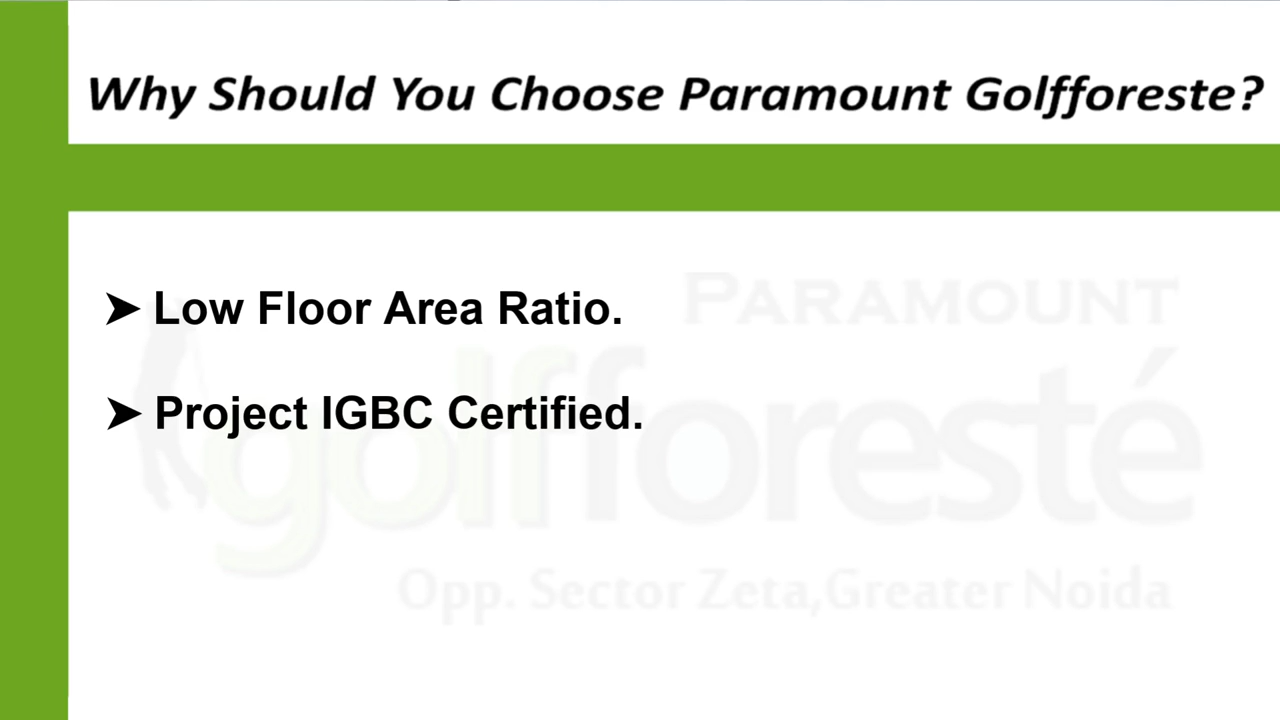 Why Should You Choose Paramount Golfforeste?
➤ Low Floor Area Ratio.
PARAMOUNT
➤ Project IGBC Certified.
golfforesté
Opp. Sector Zeta,Greater Noida